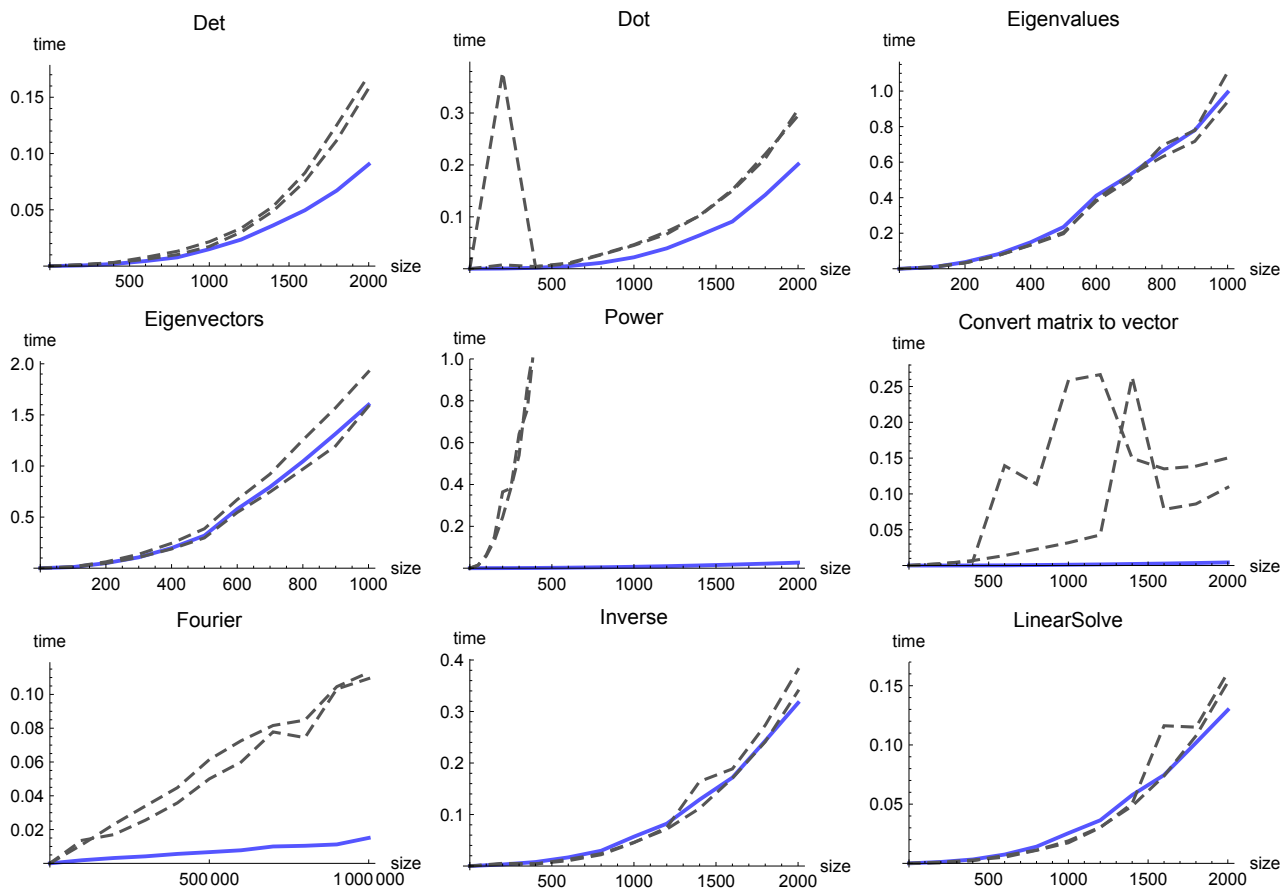 Det
time
0.15
0.10
0.05
500 1000 1500 2000
size
Dot
time
0.3
0.2
0.1
500 1000 1500 2000
size
Eigenvalues
time
1.0
0.8
0.6
0.4
0.2
200 400 600 800 1000
size
Eigenvectors
time
2.0
1.5
1.0
0.5
200 400 600 800 1000
size
Power
time
1.0
0.8
0.6
0.4
0.2
0.0
500 1000 1500 2000
size
Convert matrix to vector
time
0.25
0.20
0.15
0.10
0.05
500 1000 1500 2000
size
Fourier
time
0.10
0.08
0.06
0.04
0.02
500 000 1 000 000
size
Inverse
time
0.4
0.3
0.2
0.1
500 1000 1500 2000
size
LinearSolve
time
0.15
0.10
0.05
500 1000 1500 2000
size